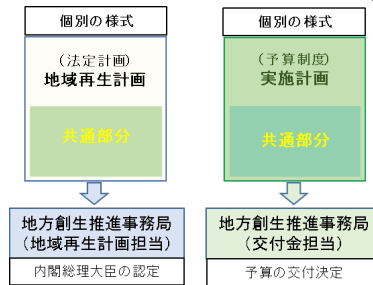 個別の様式
（法定計画）
地域再生計画
共通部分
地方創生推進事務局
（地域再生計画担当）
内閣総理大臣の認定
個別の様式
（予算制度）
実施計画
共通部分
地方創生推進事務局
（交付金担当）
予算の交付決定